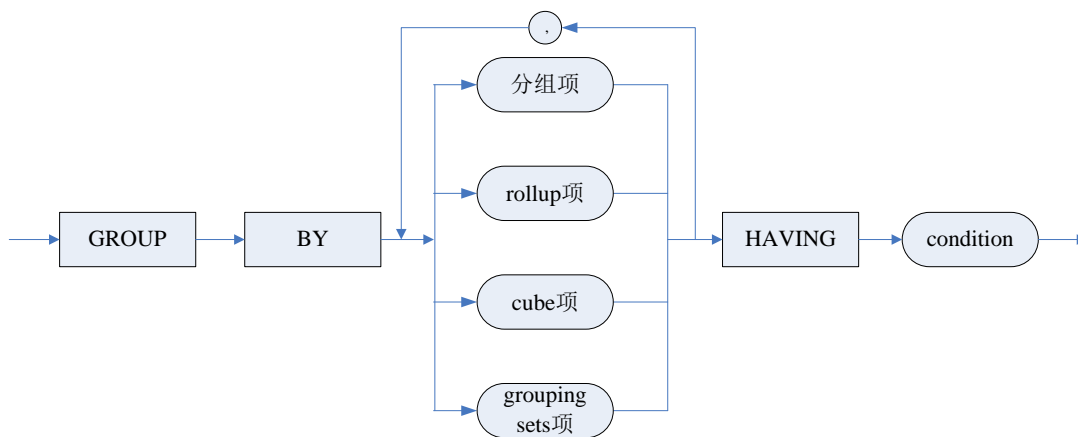 ,
分组项
rollup项
GROUP
BY
HAVING
condition
cube项
grouping
sets项